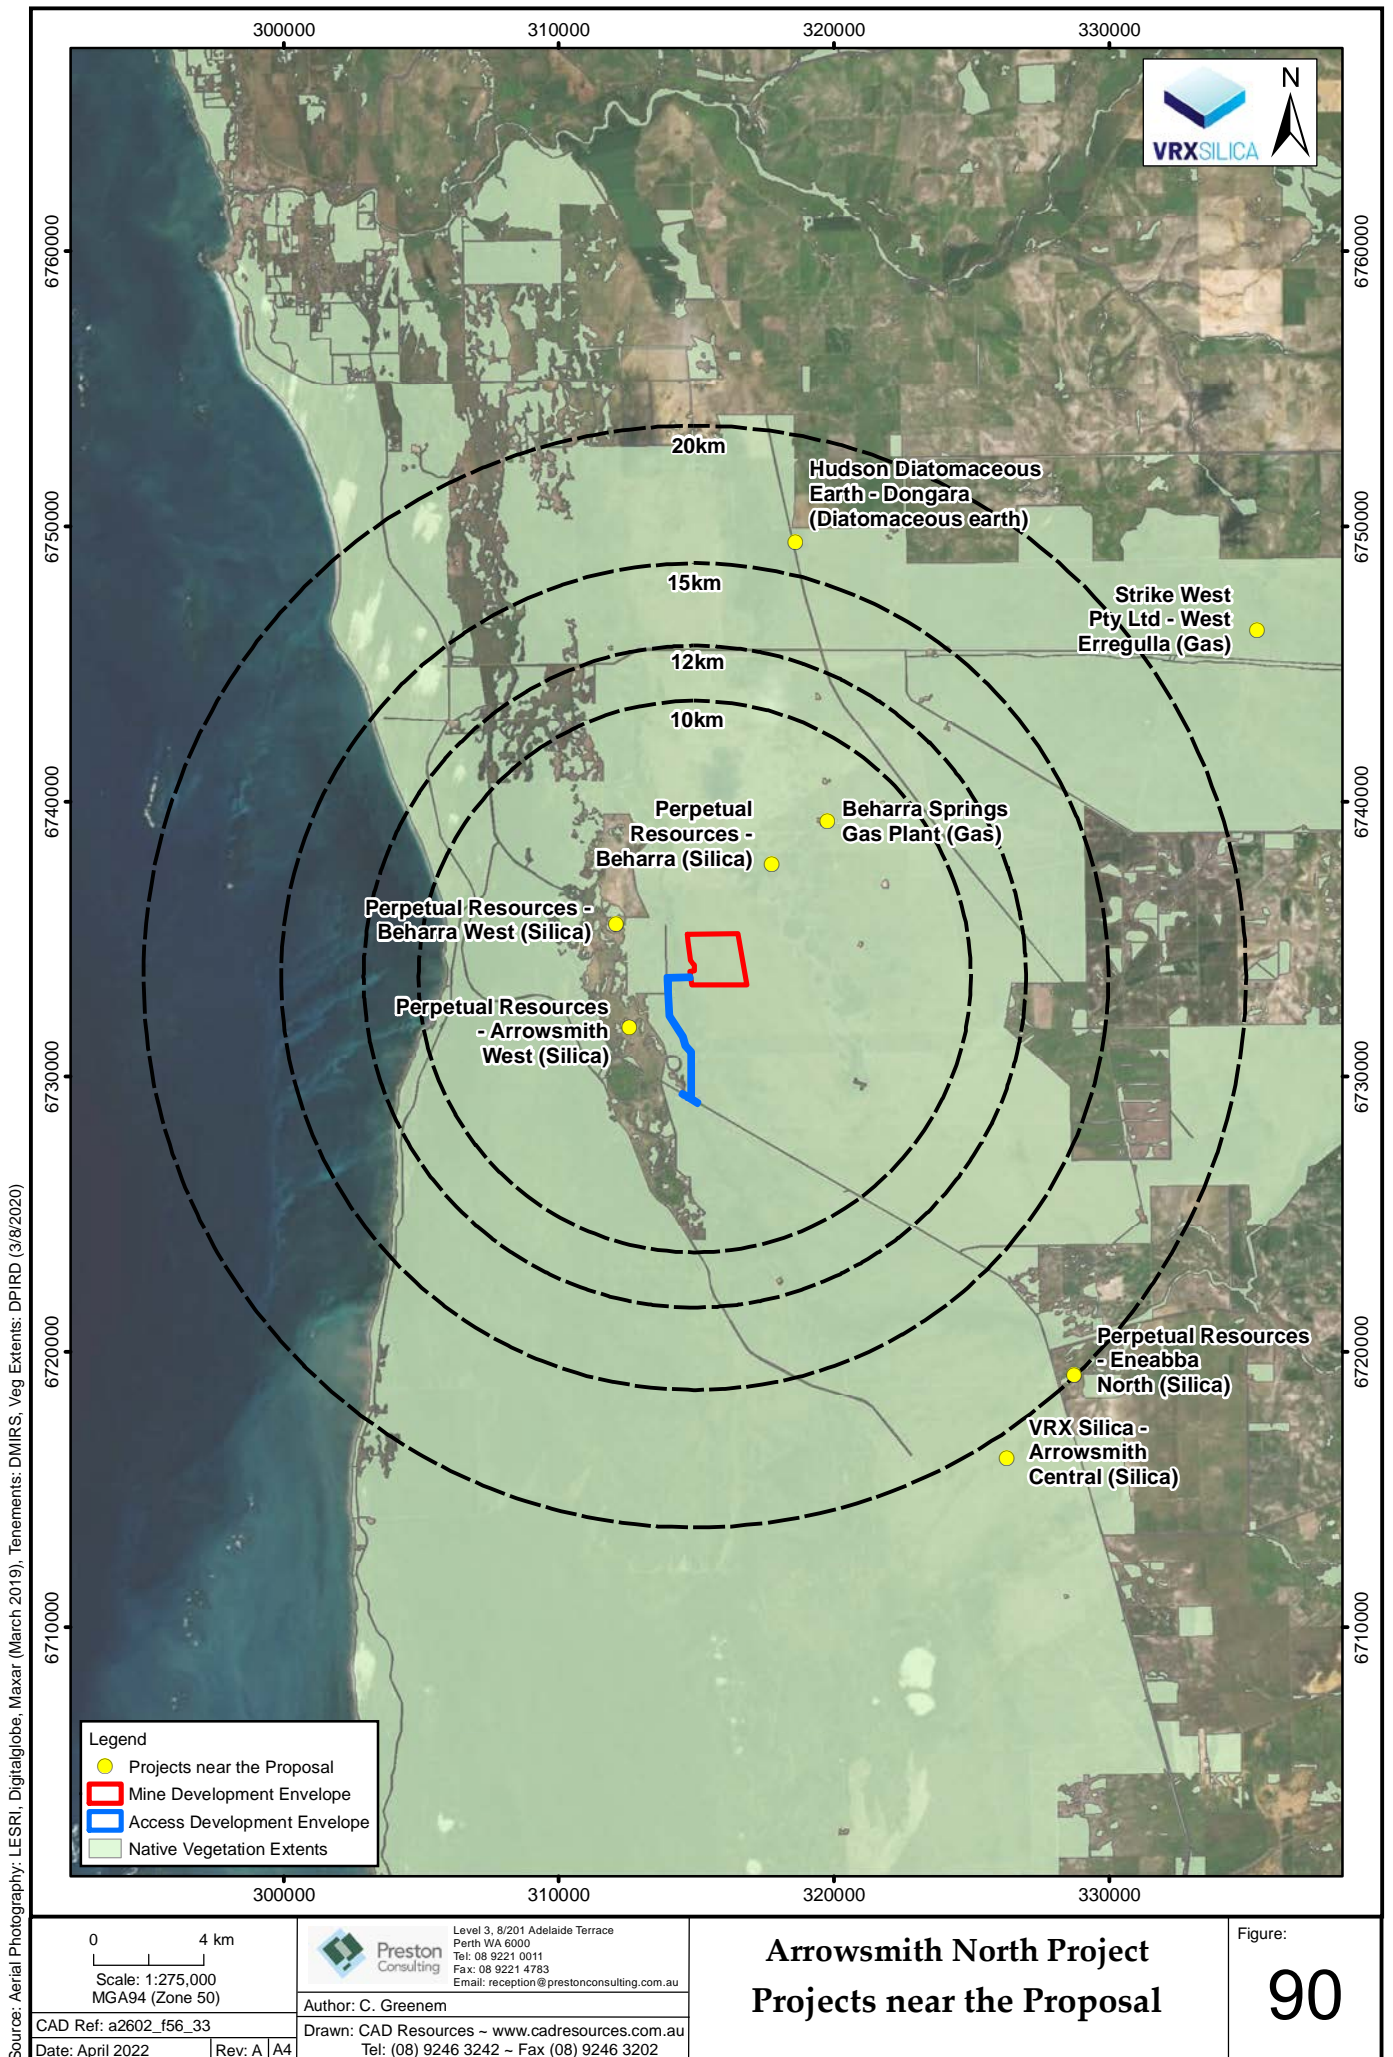 300000
310000
320000
330000
N
VRXSILICA
6760000
6760000
20km
Hudson Diatomaceous
Earth - Dongara
(Diatomaceous earth)
6750000
6750000
15km
Strike West
Pty Ltd - West
Erregulla (Gas)
12km
10km
6740000
6740000
Perpetual
Resources -
Beharra (Silica)
Beharra Springs
Gas Plant (Gas)
Perpetual Resources -
Beharra West (Silica)
Perpetual Resources
- Arrowsmith
West (Silica)
6730000
6730000
6720000
6720000
Perpetual Resources
- Eneabba
North (Silica)
VRX Silica -
Arrowsmith
Central (Silica)
6710000
6710000
Legend
Projects near the Proposal
Mine Development Envelope
Access Development Envelope
Native Vegetation Extents
300000
310000
320000
330000
Source: Aerial Photography: LESRI, Digitalglobe, Maxar (March 2019), Tenements: DMIRS, Veg Extents: DPIRD (3/8/2020)
0 4 km
Scale: 1:275,000
MGA94 (Zone 50)
CAD Ref: a2602_f56_33
Date: April 2022
Rev: A
A4
Preston
Consulting
Level 3, 8/201 Adelaide Terrace
Perth WA 6000
Tel: 08 9221 0011
Fax: 08 9221 4783
Email: reception@prestonconsulting.com.au
Author: C. Greenem
Drawn: CAD Resources ~ www.cadresources.com.au
Tel: (08) 9246 3242 ~ Fax (08) 9246 3202
Arrowsmith North Project
Projects near the Proposal
Figure:
90